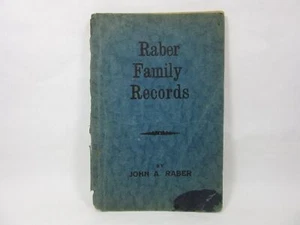 Raber
Family
Records
BY
JOHN A. RABER